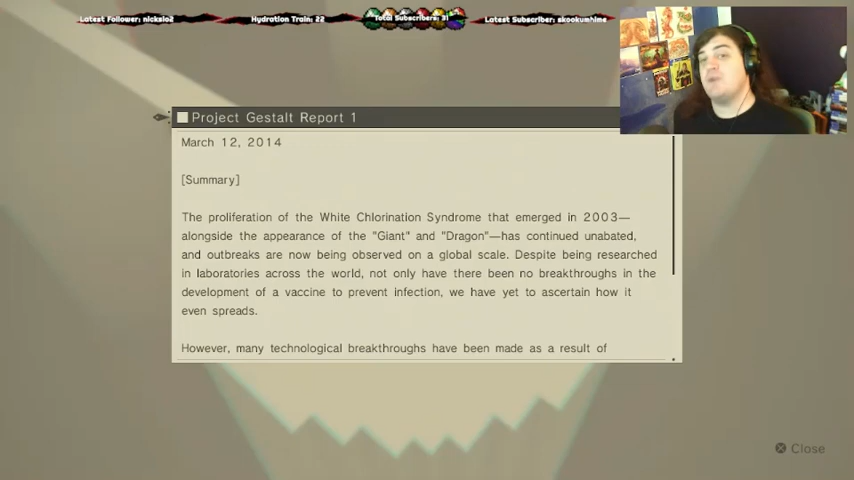 Latest Follower: nicksio2 Hydration Train: 22 Total Subscribers: 31 Latest Subscriber: skookumhime
Project Gestalt Report 1
March 12, 2014
[Summary]
The proliferation of the White Chlorination Syndrome that emerged in 2003—
alongside the appearance of the "Giant" and "Dragon"—has continued unabated,
and outbreaks are now being observed on a global scale. Despite being researched
in laboratories across the world, not only have there been no breakthroughs in the
development of a vaccine to prevent infection, we have yet to ascertain how it
even spreads.
However, many technological breakthroughs have been made as a result of
Close